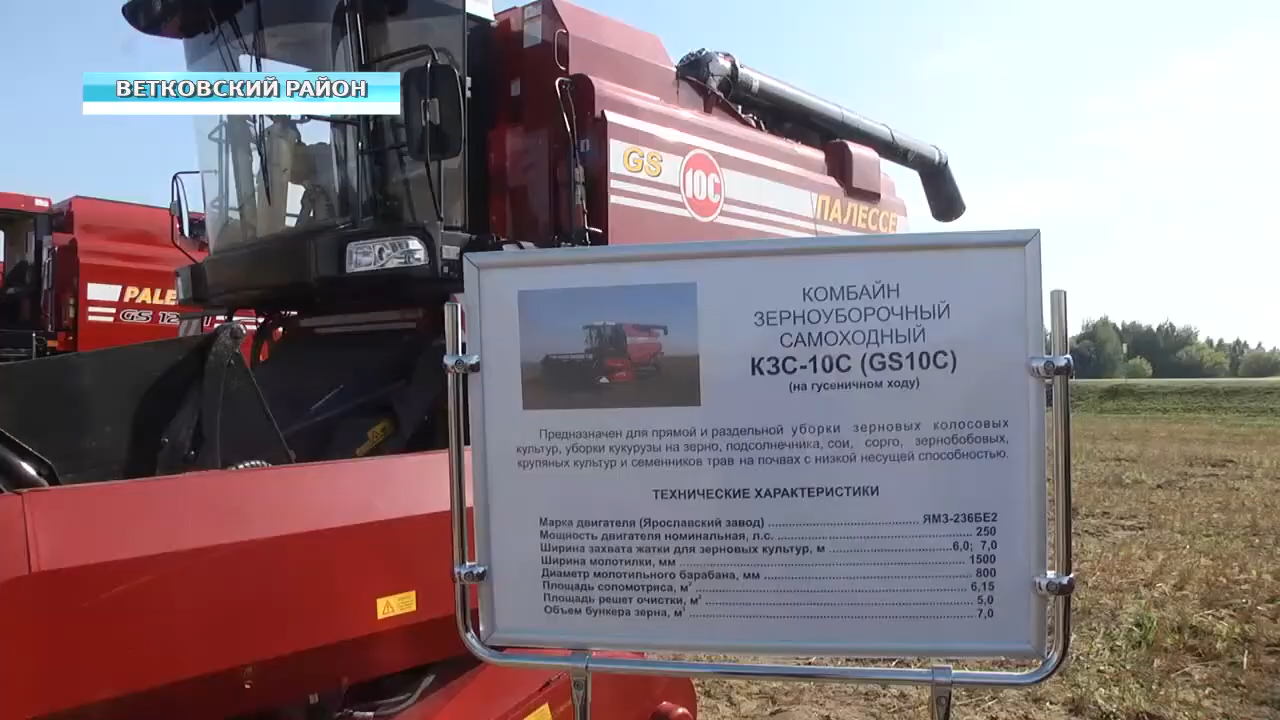 ВЕТКОВСКИЙ РАЙОН
GS 10С ПАЛЕССЕ
PALE
GS 12
КОМБАЙН
ЗЕРНОУБОРОЧНЫЙ
САМОХОДНЫЙ
КЗС-10С (GS10C)
(на гусеничном ходу)
Предназначен для прямой и раздельной уборки зерновых колосовых
культур, уборки кукурузы на зерно, подсолнечника, сои, сорго, зернобобовых,
крупяных культур и семенников трав на почвах с низкой несущей способностью.
ТЕХНИЧЕСКИЕ ХАРАКТЕРИСТИКИ
Марка двигателя (Ярославский завод) ........ ЯМЗ-236БЕ2
Мощность двигателя номинальная, л.с. ........ 250
Ширина захвата жатки для зерновых культур, м ........ 6,0; 7,0
Ширина молотилки, мм ........ 1500
Диаметр молотильного барабана, мм ........ 800
Площадь соломотряса, м² ........ 6,15
Площадь решет очистки, м² ........ 5,0
Объем бункера зерна, м³ ........ 7,0